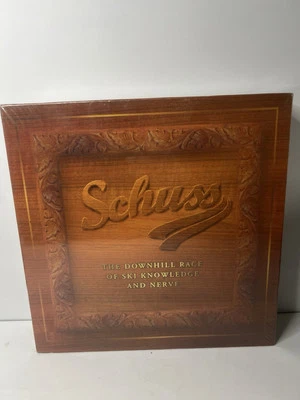 Schuss
THE DOWNHILL RACE
OF SKI KNOWLEDGE
AND NERVE